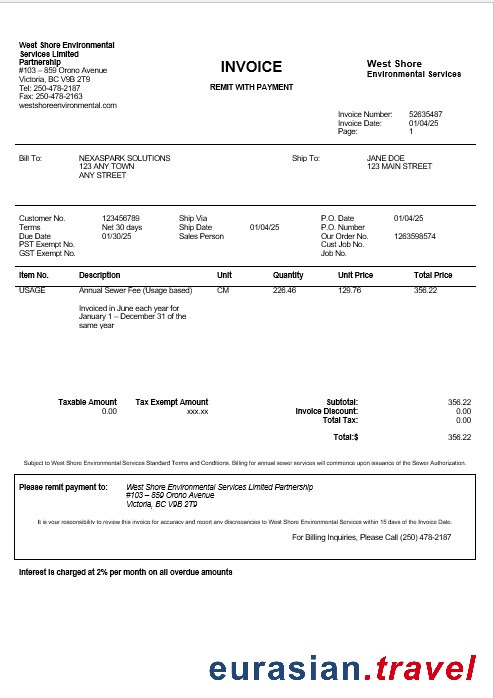 West Shore Environmental
Services Limited
Partnership
#103 – 859 Orono Avenue
Victoria, BC V9B 2T9
Tel: 250-478-2187
Fax: 250-478-2163
westshoreenvironmental.com
INVOICE
REMIT WITH PAYMENT
West Shore
Environmental Services
Invoice Number: 52635487
Invoice Date: 01/04/25
Page: 1
Bill To: NEXASPARK SOLUTIONS
123 ANY TOWN
ANY STREET
Ship To: JANE DOE
123 MAIN STREET
Customer No. 123456789 Ship Via P.O. Date 01/04/25
Terms Net 30 days Ship Date 01/04/25 P.O. Number
Due Date 01/30/25 Sales Person Our Order No. 1263598574
PST Exempt No. Cust Job No.
GST Exempt No. Job No.
Item No. Description Unit Quantity Unit Price Total Price
USAGE Annual Sewer Fee (Usage based) CM 226.46 129.76 356.22
Invoiced in June each year for
January 1 – December 31 of the
same year
Taxable Amount Tax Exempt Amount Subtotal: 356.22
0.00 xxx.xx Invoice Discount: 0.00
Total Tax: 0.00
Total:$ 356.22
Subject to West Shore Environmental Services Standard Terms and Conditions. Billing for annual sewer services will commence upon issuance of the Sewer Authorization.
Please remit payment to: West Shore Environmental Services Limited Partnership
#103 – 859 Orono Avenue
Victoria, BC V9B 2T9
It is your responsibility to review this invoice for accuracy and report any discrepancies to West Shore Environmental Services within 15 days of the Invoice Date.
For Billing Inquiries, Please Call (250) 478-2187
Interest is charged at 2% per month on all overdue amounts
eurasian.travel